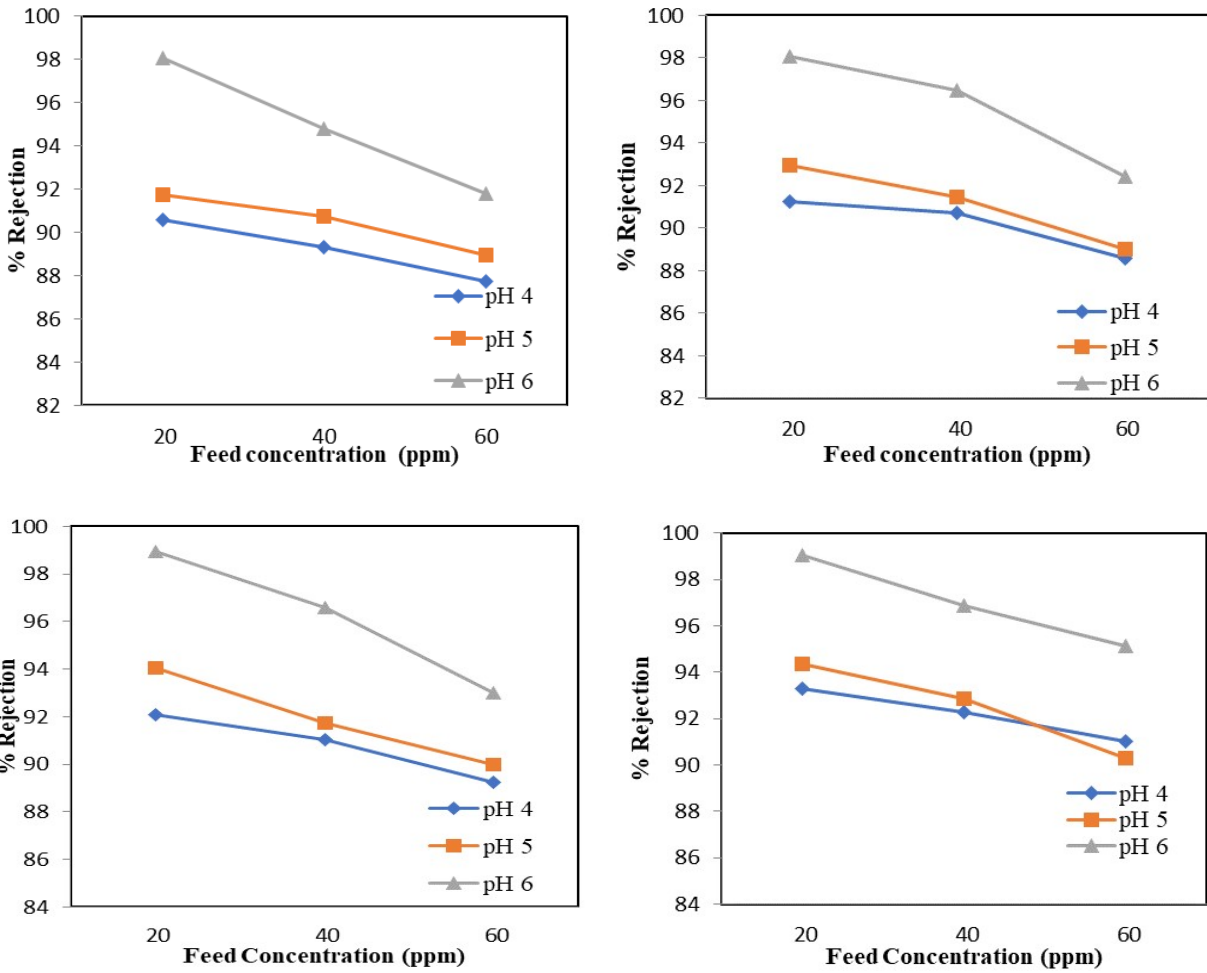 100
98
96
94
92
90
88
86
84
82
% Rejection
pH 4
pH 5
pH 6
20 40 60
Feed concentration (ppm)
100
98
96
94
92
90
88
86
84
82
% Rejection
pH 4
pH 5
pH 6
20 40 60
Feed concentration (ppm)
100
98
96
94
92
90
88
86
84
% Rejection
pH 4
pH 5
pH 6
20 40 60
Feed Concentration (ppm)
100
98
96
94
92
90
88
86
84
% Rejection
pH 4
pH 5
pH 6
20 40 60
Feed Concentration (ppm)